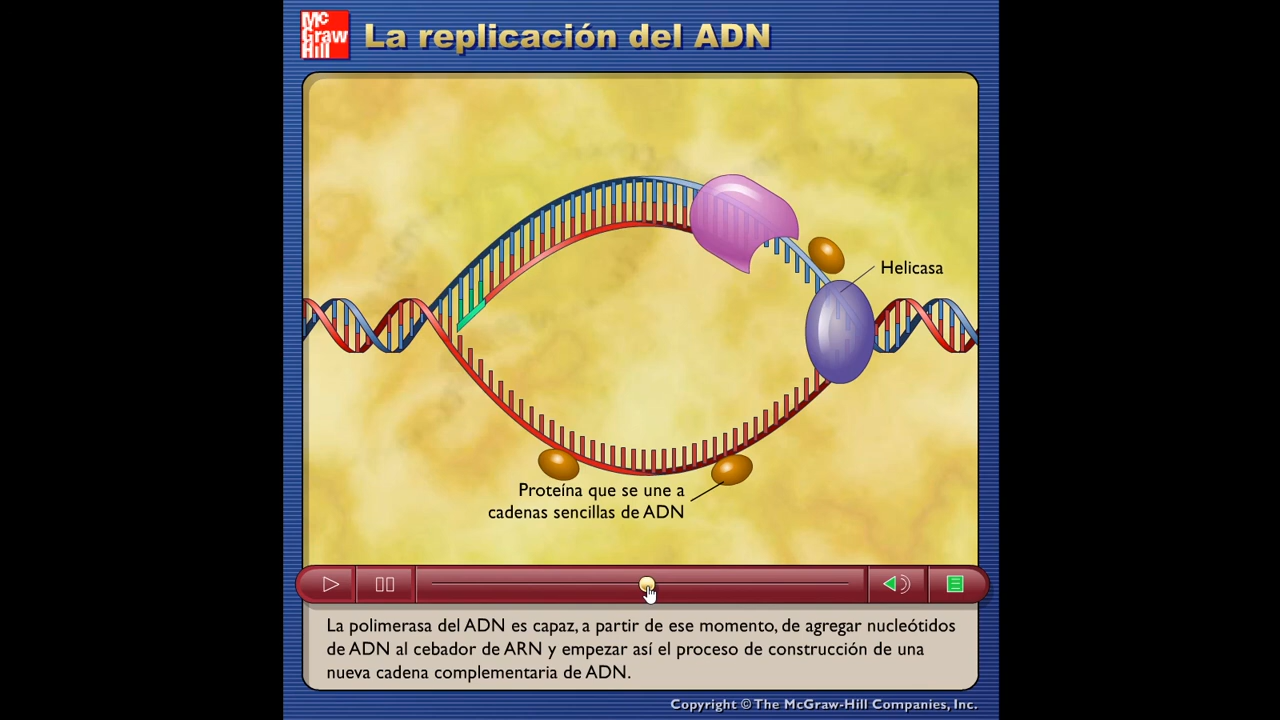 Mc
Graw
Hill
La replicación del ADN
Helicasa
Proteína que se une a
cadenas sencillas de ADN
La polimerasa del ADN es capaz, a partir de ese momento, de agregar nucleótidos
de ADN al cebador de ARN y empezar así el proceso de construcción de una
nueva cadena complementaria de ADN.
Copyright © The McGraw-Hill Companies, Inc.